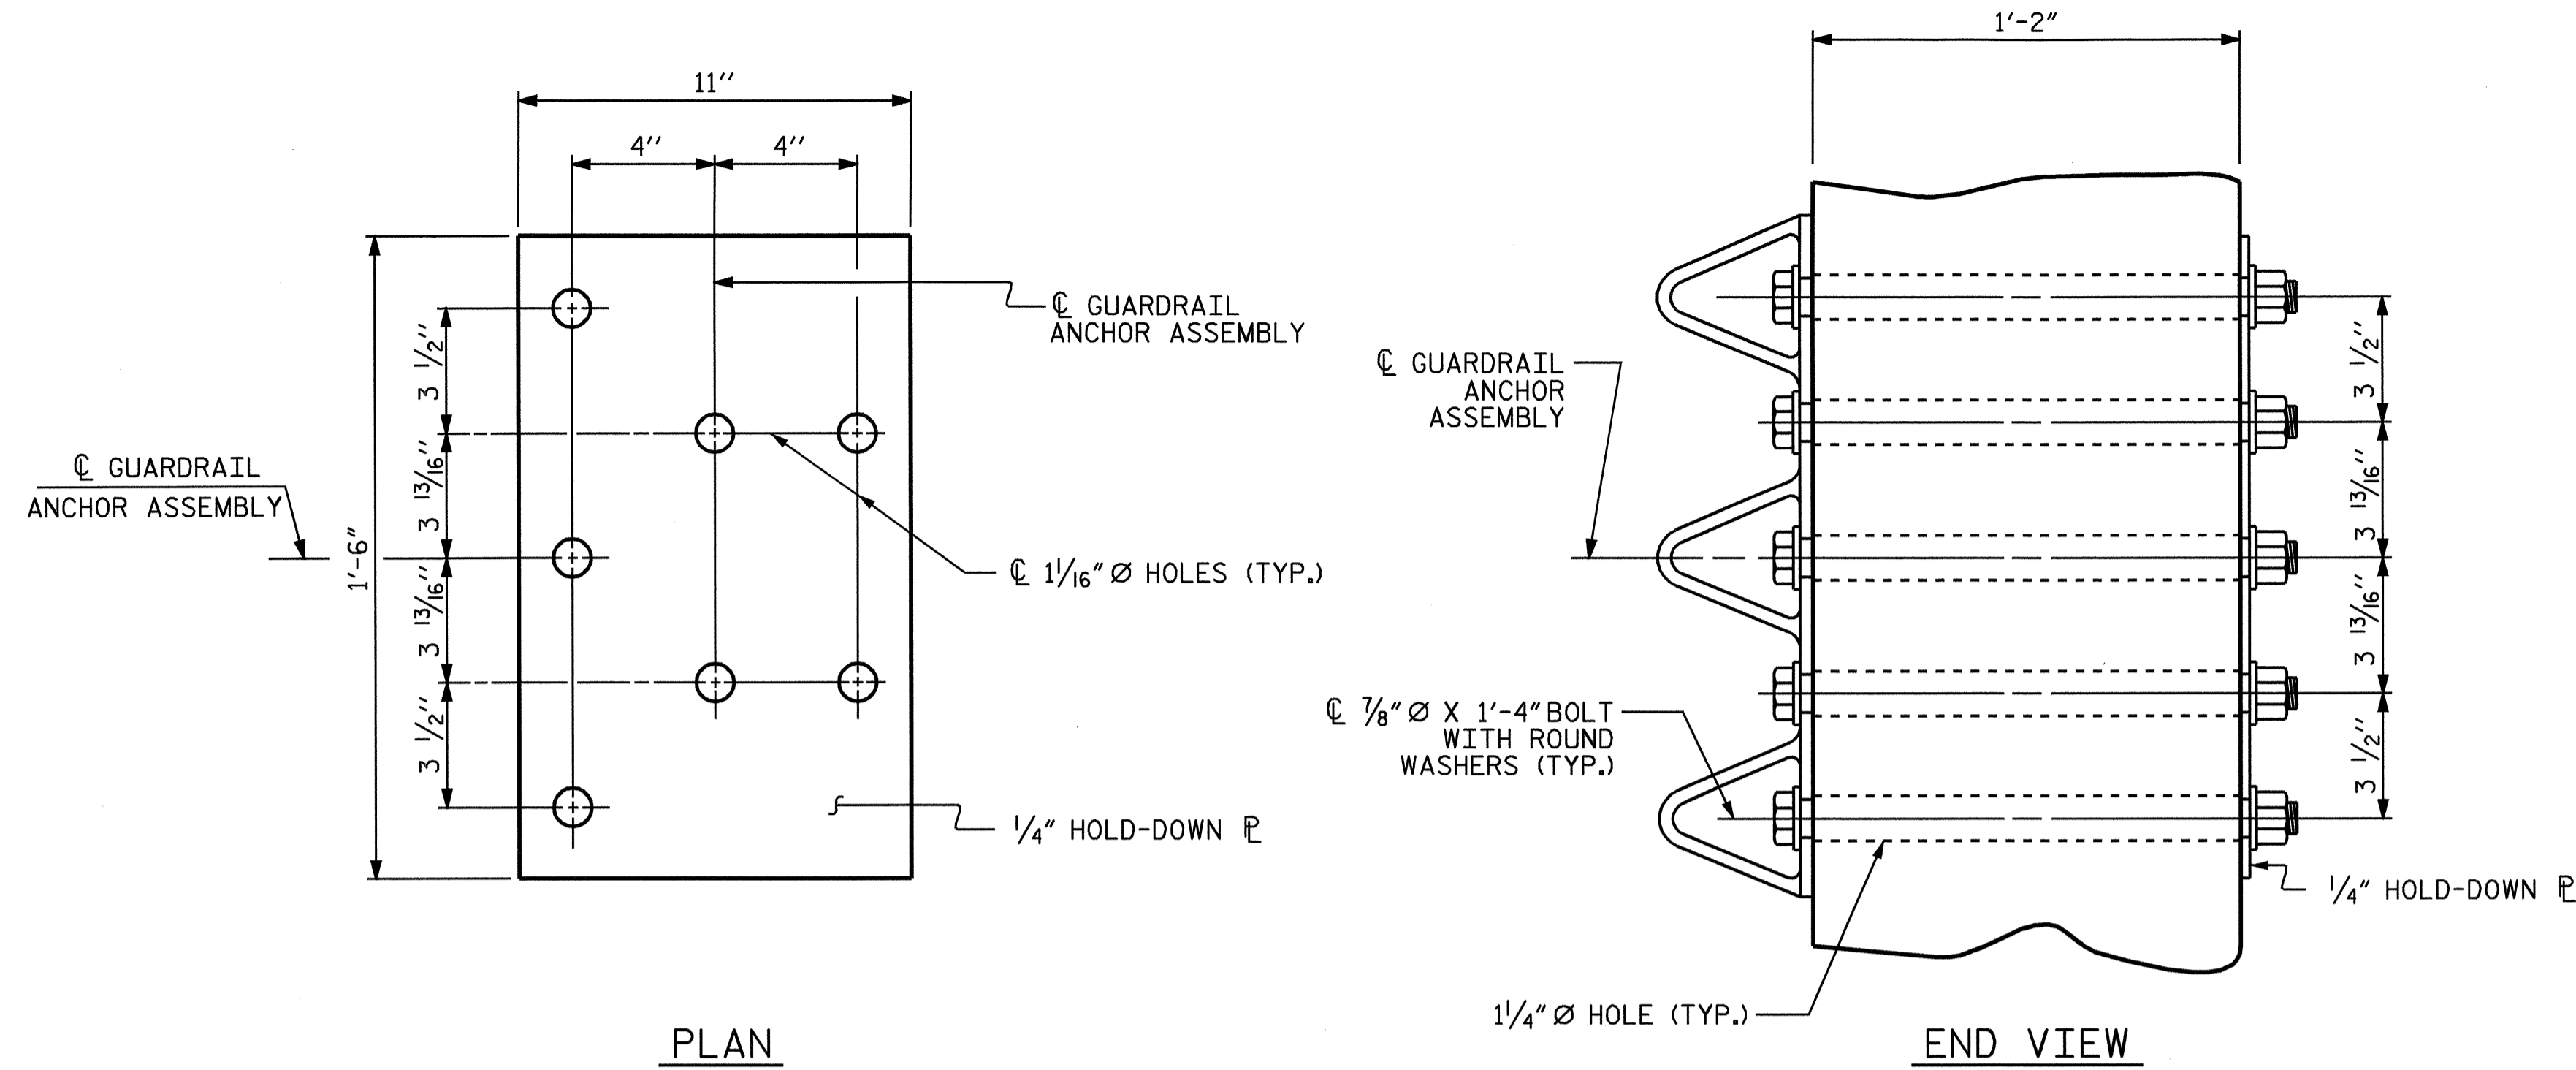 11″
4″ 4″
℄ GUARDRAIL
ANCHOR ASSEMBLY
3 1/2″
3 13/16″
3 13/16″
3 1/2″
1′-6″
℄ GUARDRAIL
ANCHOR ASSEMBLY
℄ 1 1/16″ Ø HOLES (TYP.)
1/4″ HOLD-DOWN ℙL
PLAN
1′-2″
℄ GUARDRAIL
ANCHOR
ASSEMBLY
3 1/2″
3 13/16″
3 13/16″
3 1/2″
℄ 7/8″ Ø X 1′-4″ BOLT
WITH ROUND
WASHERS (TYP.)
1/4″ HOLD-DOWN ℙL
1 1/4″ Ø HOLE (TYP.)
END VIEW